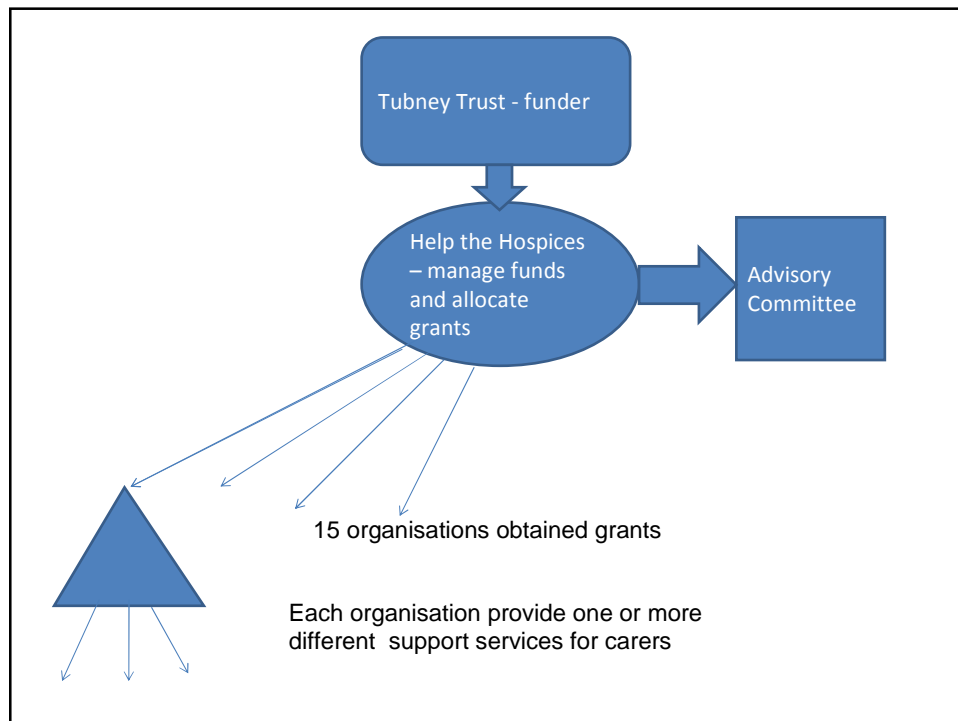 Tubney Trust - funder
Help the Hospices
– manage funds
and allocate
grants
Advisory
Committee
15 organisations obtained grants
Each organisation provide one or more
different  support services for carers